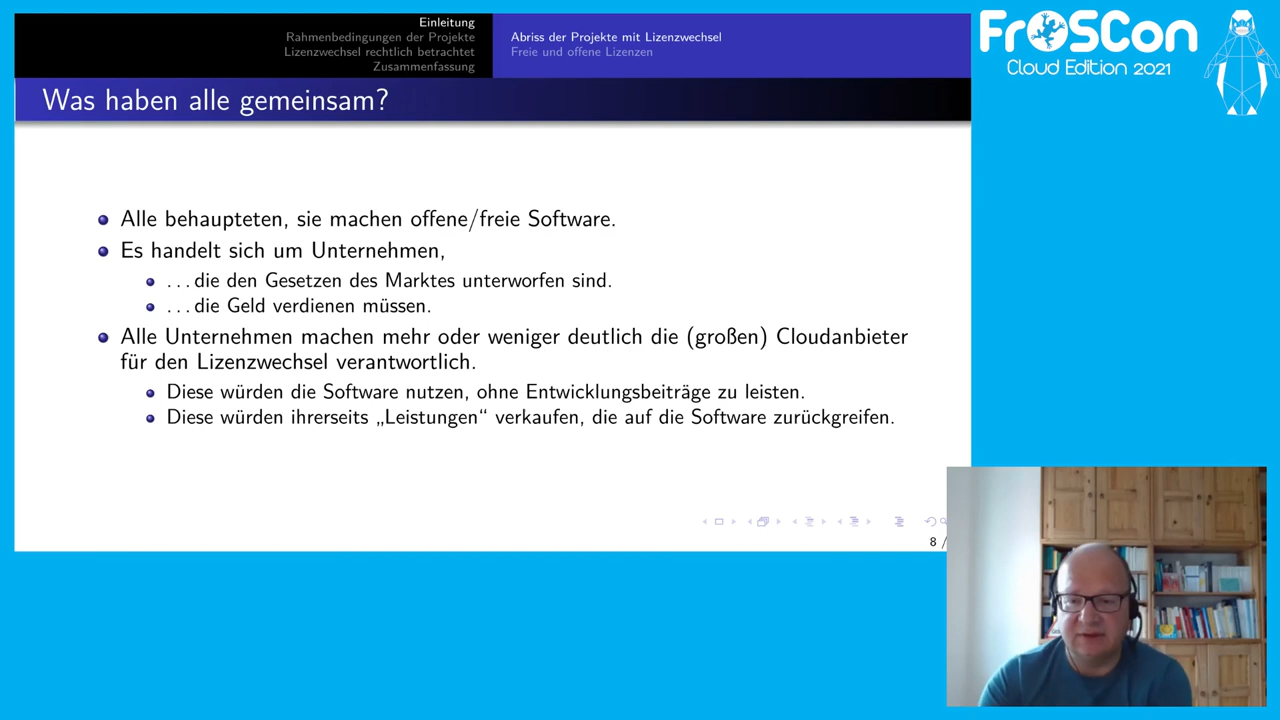 Einleitung
Rahmenbedingungen der Projekte
Lizenzwechsel rechtlich betrachtet
Zusammenfassung
Abriss der Projekte mit Lizenzwechsel
Freie und offene Lizenzen
FrOSCon
Cloud Edition 2021
Was haben alle gemeinsam?
Alle behaupteten, sie machen offene/freie Software.
Es handelt sich um Unternehmen,
...die den Gesetzen des Marktes unterworfen sind.
...die Geld verdienen müssen.
Alle Unternehmen machen mehr oder weniger deutlich die (großen) Cloudanbieter
für den Lizenzwechsel verantwortlich.
Diese würden die Software nutzen, ohne Entwicklungsbeiträge zu leisten.
Diese würden ihrerseits „Leistungen“ verkaufen, die auf die Software zurückgreifen.
8 /